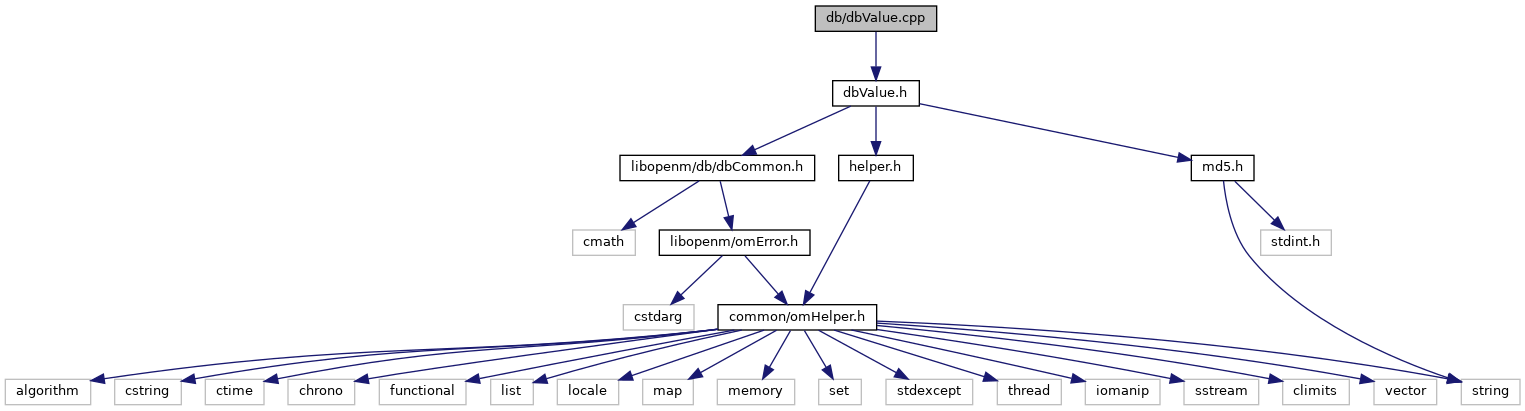 db/dbValue.cpp
dbValue.h
libopenm/db/dbCommon.h
helper.h
md5.h
cmath
libopenm/omError.h
stdint.h
cstdarg
common/omHelper.h
algorithm
cstring
ctime
chrono
functional
list
locale
map
memory
set
stdexcept
thread
iomanip
sstream
climits
vector
string